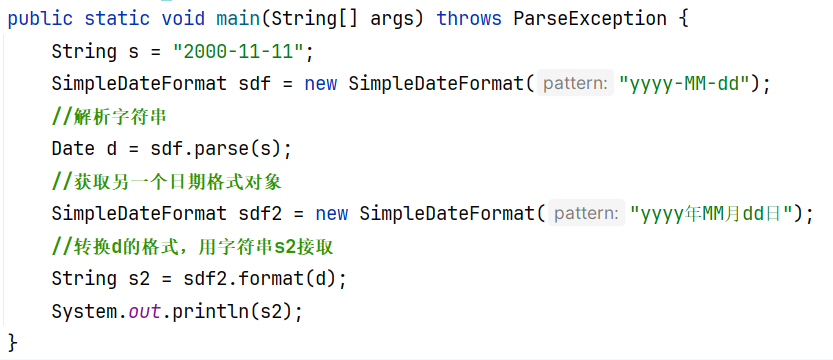 public static void main(String[] args) throws ParseException {
    String s = "2000-11-11";
    SimpleDateFormat sdf = new SimpleDateFormat( pattern: "yyyy-MM-dd");
    //解析字符串
    Date d = sdf.parse(s);
    //获取另一个日期格式对象
    SimpleDateFormat sdf2 = new SimpleDateFormat( pattern: "yyyy年MM月dd日");
    //转换d的格式，用字符串s2接取
    String s2 = sdf2.format(d);
    System.out.println(s2);
}